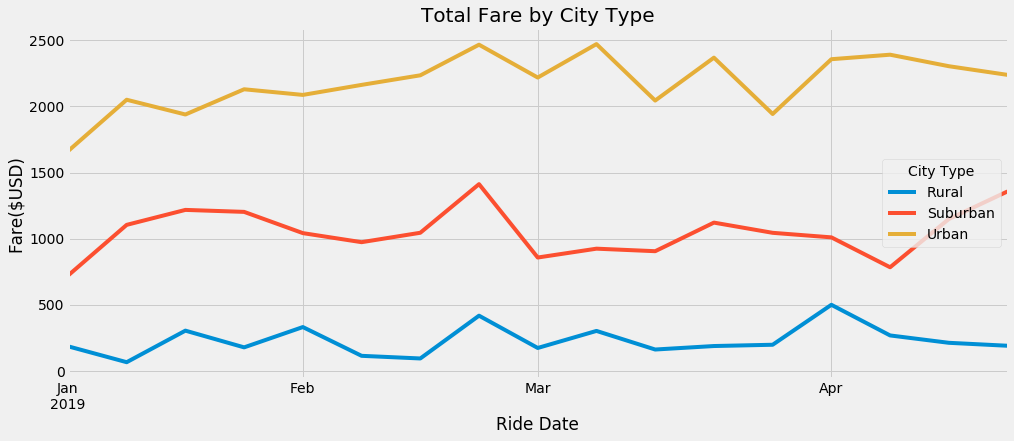 Total Fare by City Type
Fare($USD)
2500
2000
1500
1000
500
0
City Type
Rural
Suburban
Urban
Jan
2019
Feb
Mar
Apr
Ride Date